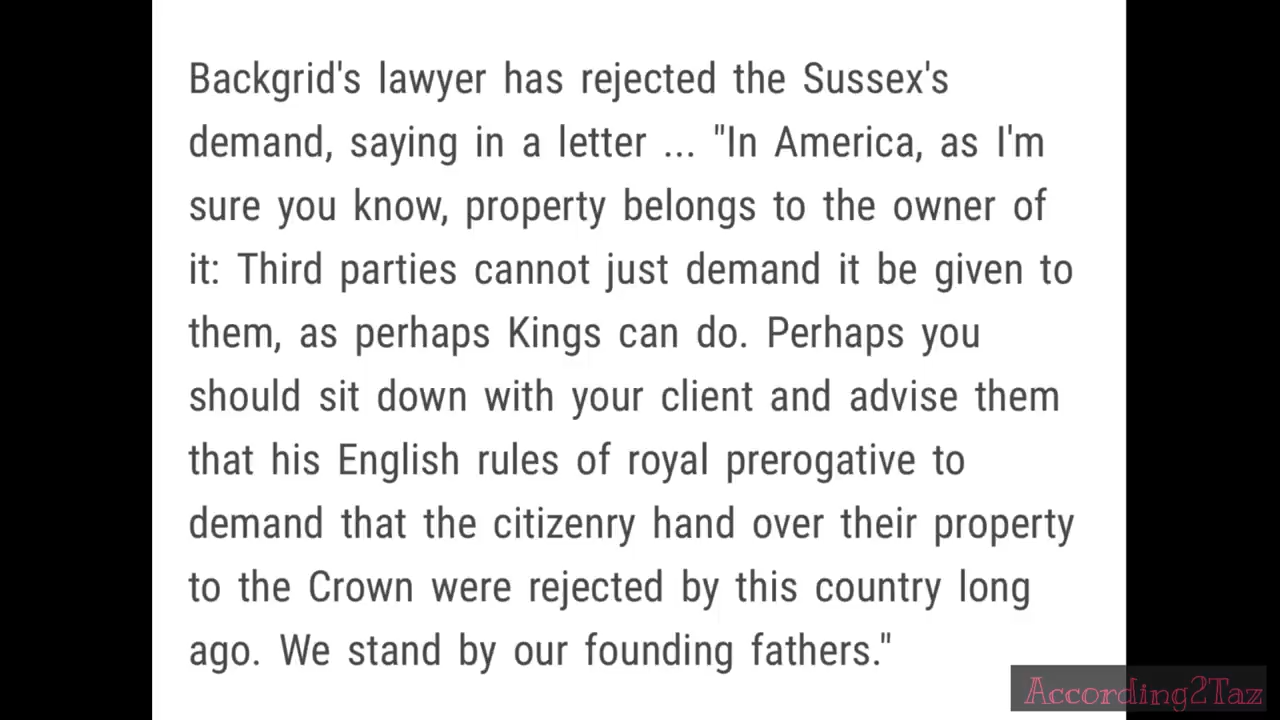 Backgrid's lawyer has rejected the Sussex's
demand, saying in a letter ... "In America, as I'm
sure you know, property belongs to the owner of
it: Third parties cannot just demand it be given to
them, as perhaps Kings can do. Perhaps you
should sit down with your client and advise them
that his English rules of royal prerogative to
demand that the citizenry hand over their property
to the Crown were rejected by this country long
ago. We stand by our founding fathers."
According2Taz